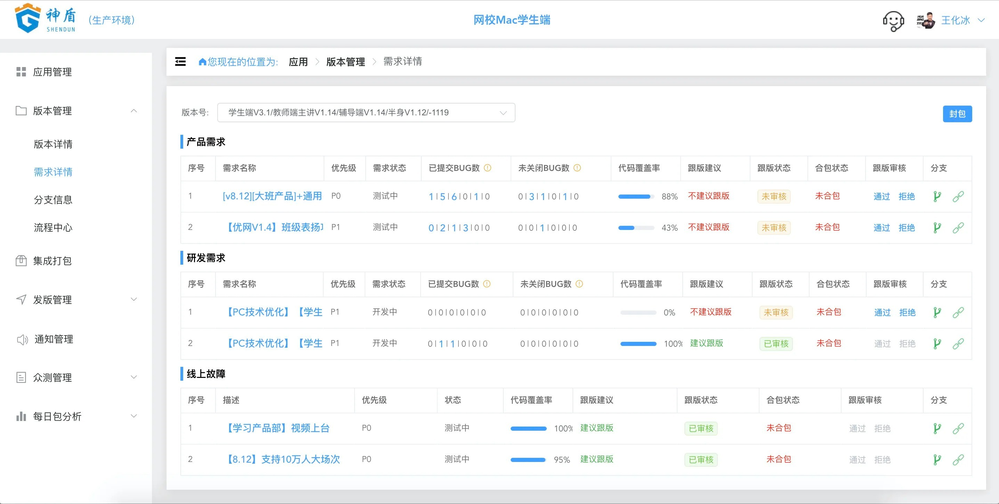 神盾
SHENDUN
(生产环境)
网校Mac学生端
王化冰
应用管理
版本管理
版本详情
需求详情
分支信息
流程中心
集成打包
发版管理
通知管理
众测管理
每日包分析
您现在的位置为: 应用 > 版本管理 > 需求详情
版本号: 学生端V3.1/教师端主讲V1.14/辅导端V1.14/半身V1.12/-1119
封包
产品需求
序号 需求名称 优先级 需求状态 已提交BUG数 未关闭BUG数 代码覆盖率 跟版建议 跟版状态 合包状态 跟版审核 分支
1 [v8.12][大班产品]+通用 P0 测试中 1|5|6|0|1|0 0|3|1|0|1|0 88% 不建议跟版 未审核 未合包 通过 拒绝
2 【优网V1.4】班级表扬 P1 测试中 0|2|1|3|0|0 0|0|1|0|0|0 43% 不建议跟版 未审核 未合包 通过 拒绝
研发需求
序号 需求名称 优先级 需求状态 已提交BUG数 未关闭BUG数 代码覆盖率 跟版建议 跟版状态 合包状态 跟版审核 分支
1 【PC技术优化】【学生 P1 开发中 0|0|0|0|0|0 0|0|0|0|0|0 0% 不建议跟版 未审核 未合包 通过 拒绝
2 【PC技术优化】【学生 P1 开发中 0|1|1|0|0|0 0|0|0|0|0|0 100% 建议跟版 已审核 未合包 通过 拒绝
线上故障
序号 描述 优先级 状态 代码覆盖率 跟版建议 跟版状态 合包状态 跟版审核 分支
1 【学习产品部】视频上台 P0 测试中 100% 建议跟版 已审核 未合包 通过 拒绝
2 【8.12】支持10万人大场次 P0 测试中 95% 建议跟版 已审核 未合包 通过 拒绝